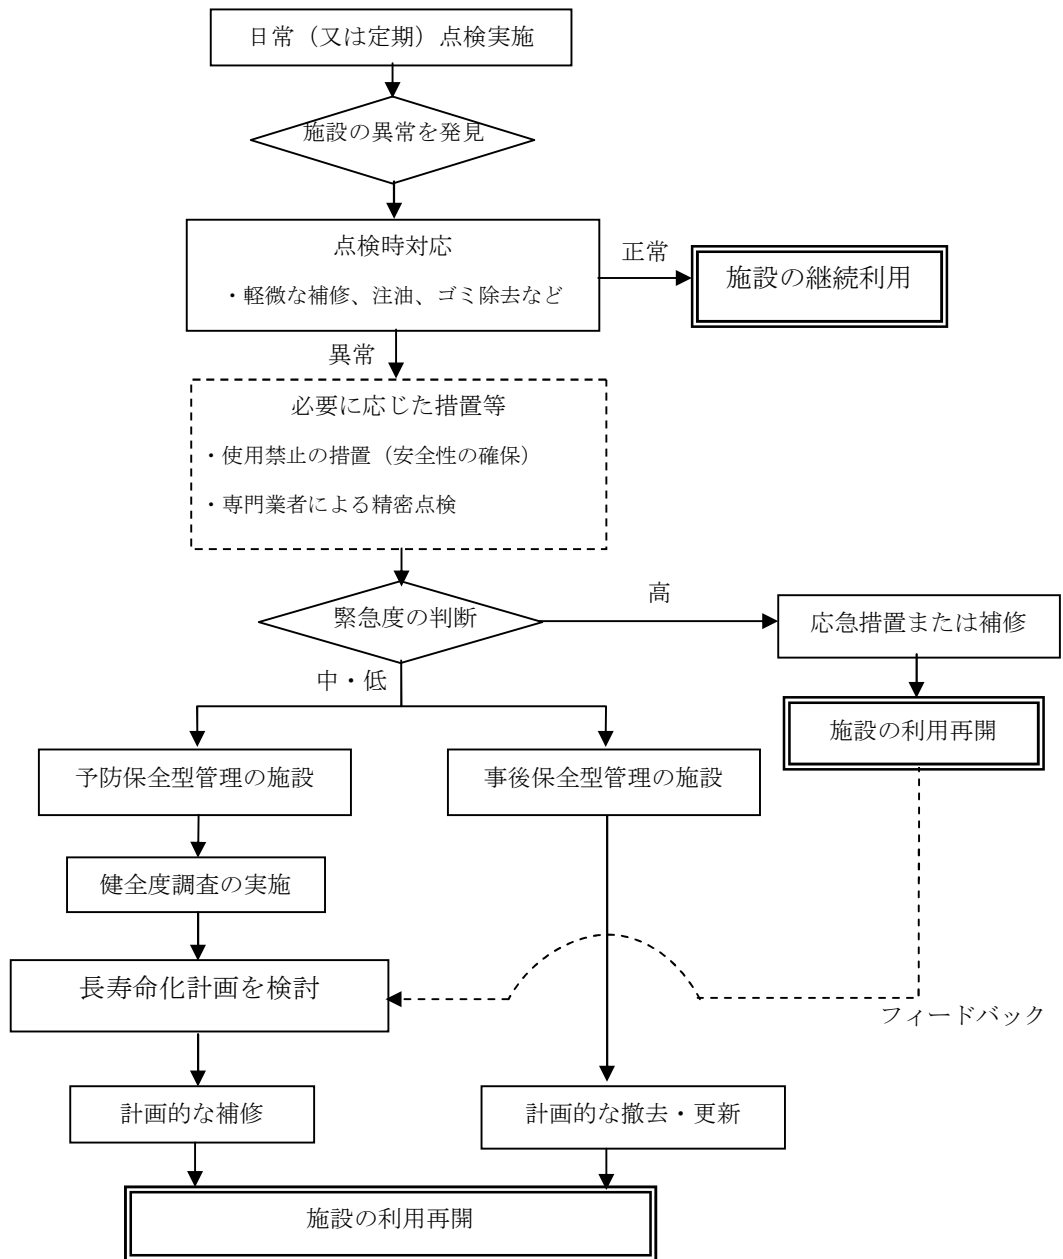 日常（又は定期）点検実施
施設の異常を発見
点検時対応
・軽微な補修、注油、ゴミ除去など
正常
施設の継続利用
異常
必要に応じた措置等
・使用禁止の措置（安全性の確保）
・専門業者による精密点検
緊急度の判断
高
応急措置または補修
中・低
施設の利用再開
予防保全型管理の施設
事後保全型管理の施設
健全度調査の実施
長寿命化計画を検討
フィードバック
計画的な補修
計画的な撤去・更新
施設の利用再開